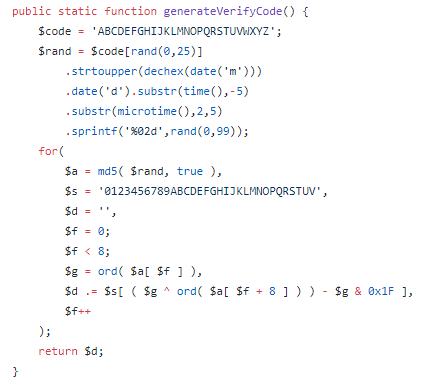 public static function generateVerifyCode() {
    $code = 'ABCDEFGHIJKLMNOPQRSTUVWXYZ';
    $rand = $code[rand(0,25)]
        .strtoupper(dechex(date('m')))
        .date('d').substr(time(),-5)
        .substr(microtime(),2,5)
        .sprintf('%02d',rand(0,99));
    for(
        $a = md5( $rand, true ),
        $s = '0123456789ABCDEFGHIJKLMNOPQRSTUV',
        $d = '',
        $f = 0;
        $f < 8;
        $g = ord( $a[ $f ] ),
        $d .= $s[ ( $g ^ ord( $a[ $f + 8 ] ) ) - $g & 0x1F ],
        $f++
    );
    return $d;
}